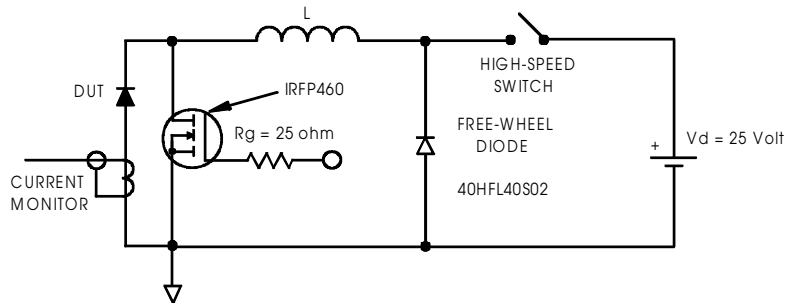 L
HIGH-SPEED
SWITCH
DUT
IRFP460
Rg = 25 ohm
FREE-WHEEL
DIODE
40HFL40S02
+
Vd = 25 Volt
CURRENT
MONITOR